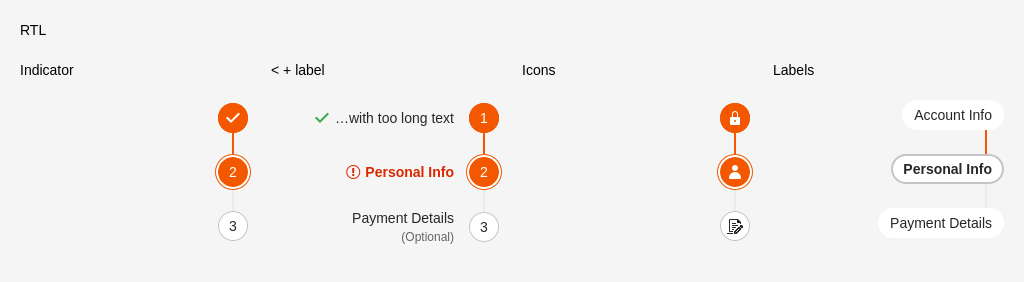 RTL
Indicator
< + label
Icons
Labels
2
3
…with too long text
1
Personal Info
2
Payment Details
(Optional)
3
Account Info
Personal Info
Payment Details